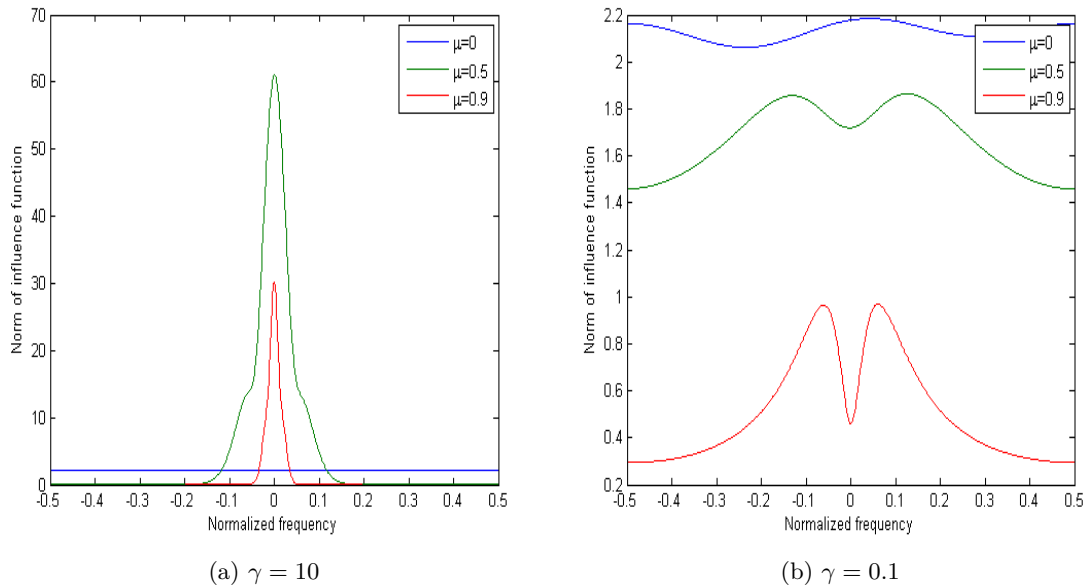 70
60
50
40
30
20
10
0
Norm of influence function
-0.5 -0.4 -0.3 -0.2 -0.1 0 0.1 0.2 0.3 0.4 0.5
Normalized frequency
μ=0
μ=0.5
μ=0.9
(a) γ = 10
2.2
2
1.8
1.6
1.4
1.2
1
0.8
0.6
0.4
0.2
Norm of influence function
-0.5 -0.4 -0.3 -0.2 -0.1 0 0.1 0.2 0.3 0.4 0.5
Normalized frequency
μ=0
μ=0.5
μ=0.9
(b) γ = 0.1